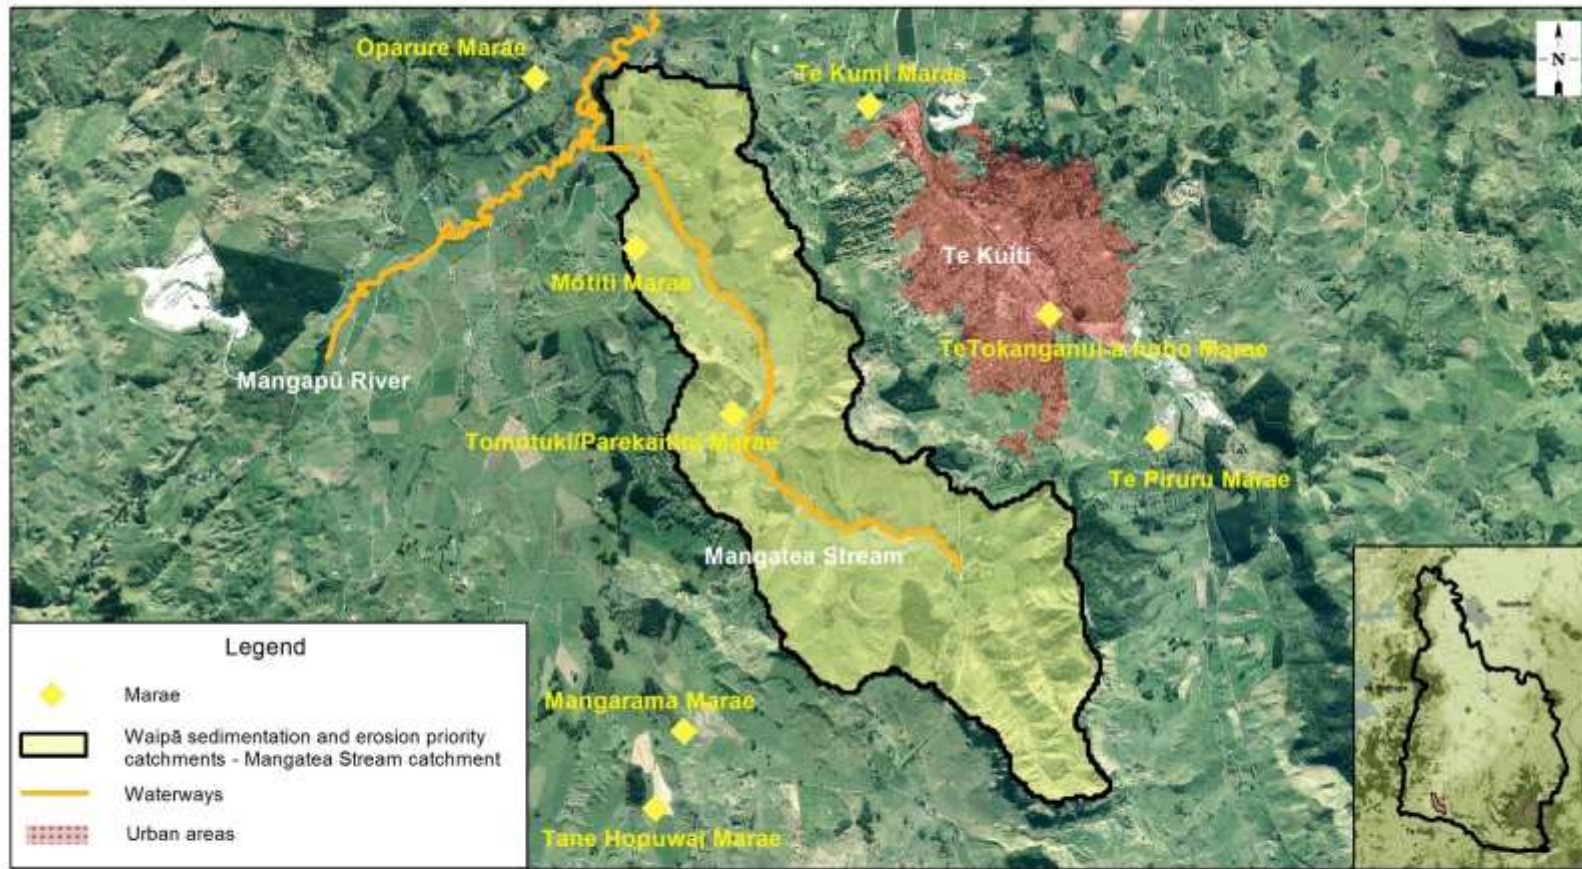 Oparure Marae
Te Kumi Marae
N
Te Kuiti
Motiti Marae
TeTokanganui-a-noho Marae
Mangapū River
Marae
Te Piruru Marae
Mangatea Stream
Legend
Marae
Waipā sedimentation and erosion priority
catchments - Mangatea Stream catchment
Waterways
Urban areas
Mangarama Marae
Tane Hopuwai Marae